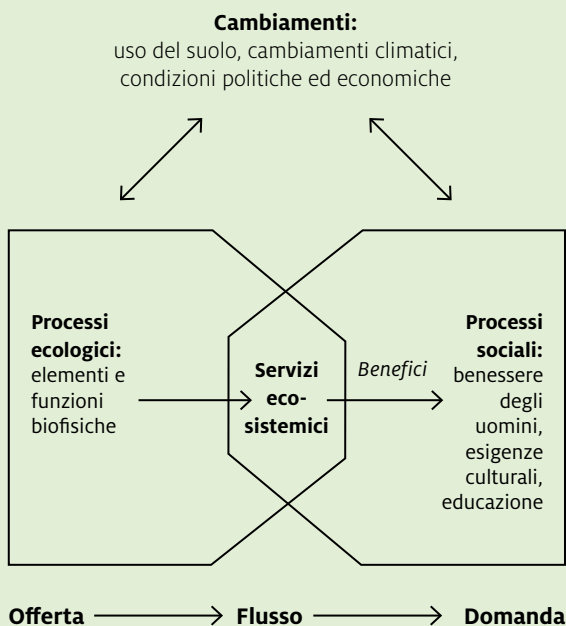 Cambiamenti:
uso del suolo, cambiamenti climatici,
condizioni politiche ed economiche
Processi
ecologici:
elementi e
funzioni
biofisiche
Servizi
eco-
sistemici
Benefici
Processi
sociali:
benessere
degli
uomini,
esigenze
culturali,
educazione
Offerta
Flusso
Domanda